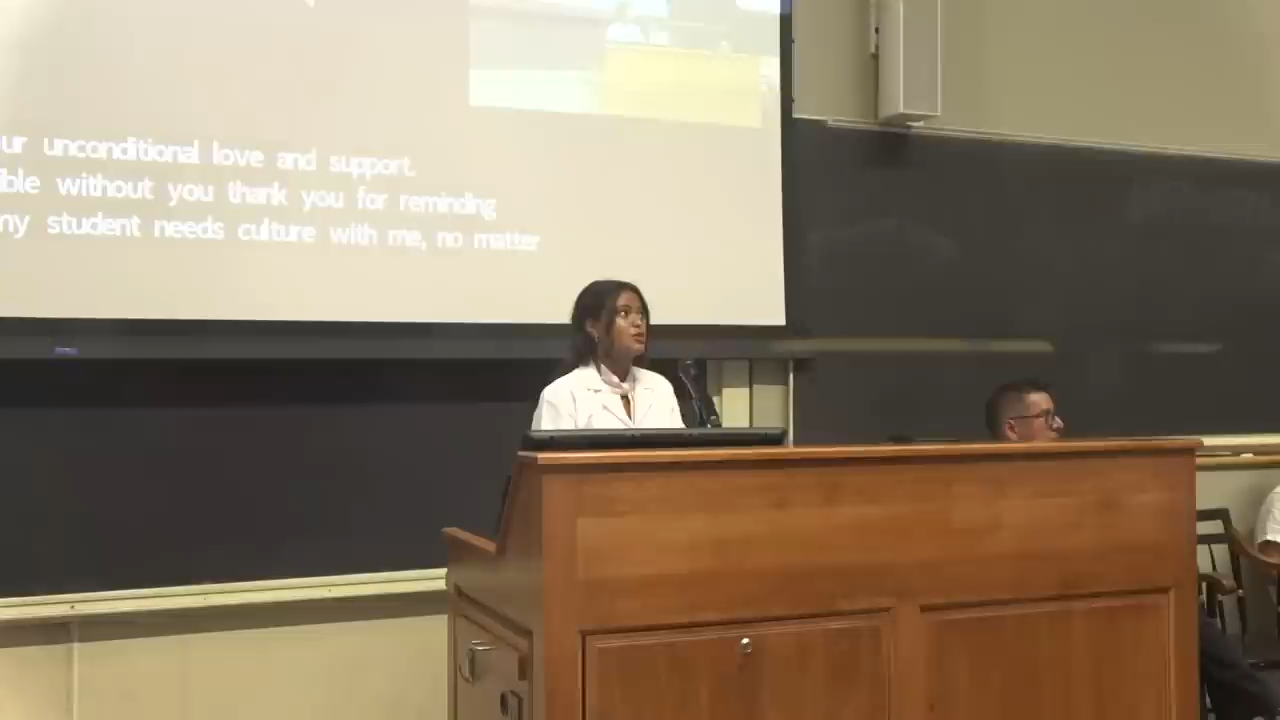 ur unconditional love and support.
ible without you thank you for reminding
my student needs culture with me, no matter